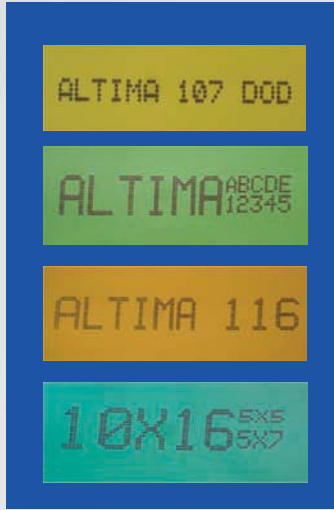 ALTIMA 107 DOD
ALTIMA
ABCDE
12345
ALTIMA 116
10X16
5X5
5X7